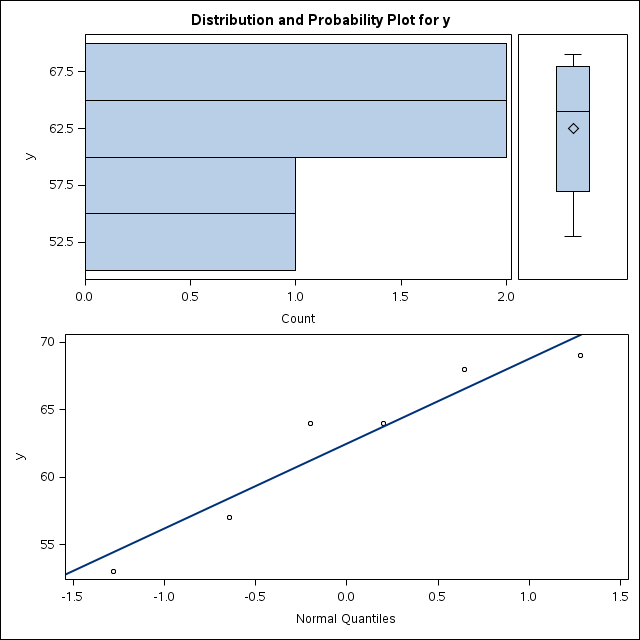 Distribution and Probability Plot for y
67.5
62.5
57.5
52.5
y
0.0 0.5 1.0 1.5 2.0
Count
70
65
60
55
y
-1.5 -1.0 -0.5 0.0 0.5 1.0 1.5
Normal Quantiles